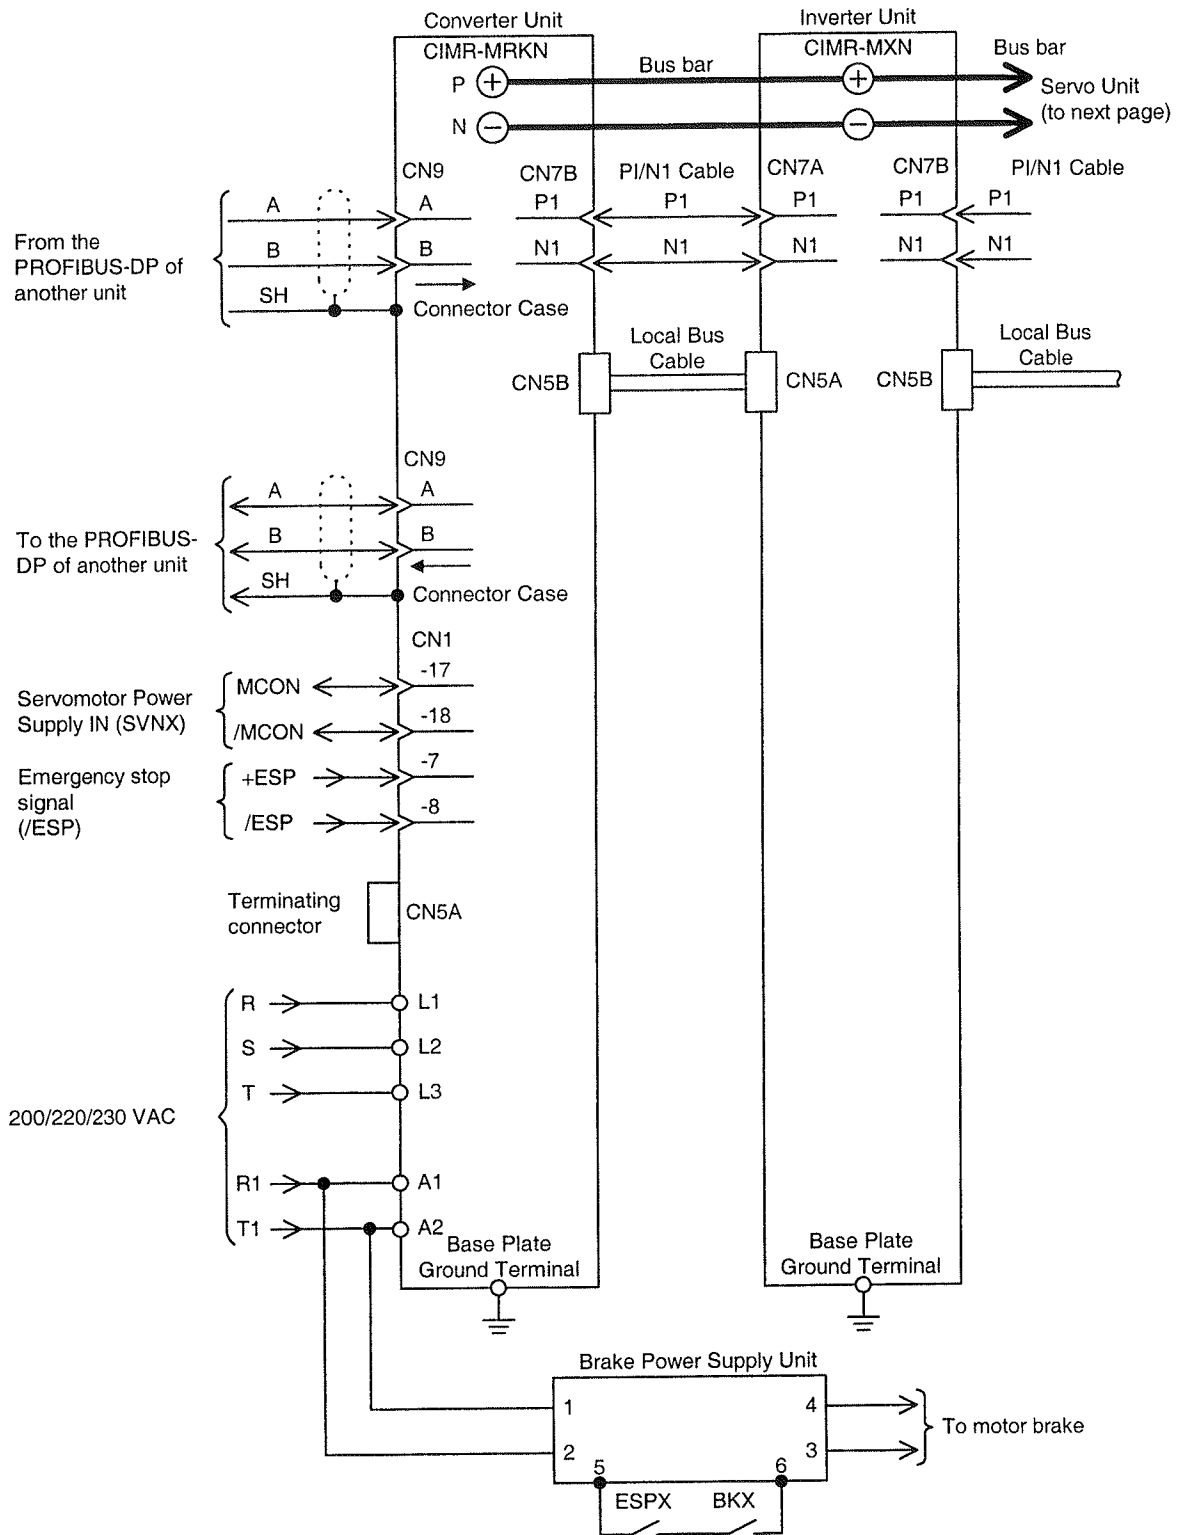 Converter Unit
Inverter Unit
CIMR-MRKN
CIMR-MXN
Bus bar
Bus bar
P + +
Servo Unit
(to next page)
N − −
CN9
CN7B
PI/N1 Cable
CN7A
CN7B
PI/N1 Cable
A A P1 P1 P1 P1 P1
From the
PROFIBUS-DP of
another unit
B B N1 N1 N1 N1 N1
SH
Connector Case
Local Bus
Cable
Local Bus
Cable
CN5B
CN5A
CN5B
CN9
A A
To the PROFIBUS-
DP of another unit
B B
SH
Connector Case
CN1
Servomotor Power
Supply IN (SVNX)
MCON -17
/MCON -18
Emergency stop
signal
(/ESP)
+ESP -7
/ESP -8
Terminating
connector
CN5A
200/220/230 VAC
R L1
S L2
T L3
R1 A1
T1 A2
Base Plate
Ground Terminal
Base Plate
Ground Terminal
Brake Power Supply Unit
1 4
2 3
To motor brake
5 6
ESPX BKX